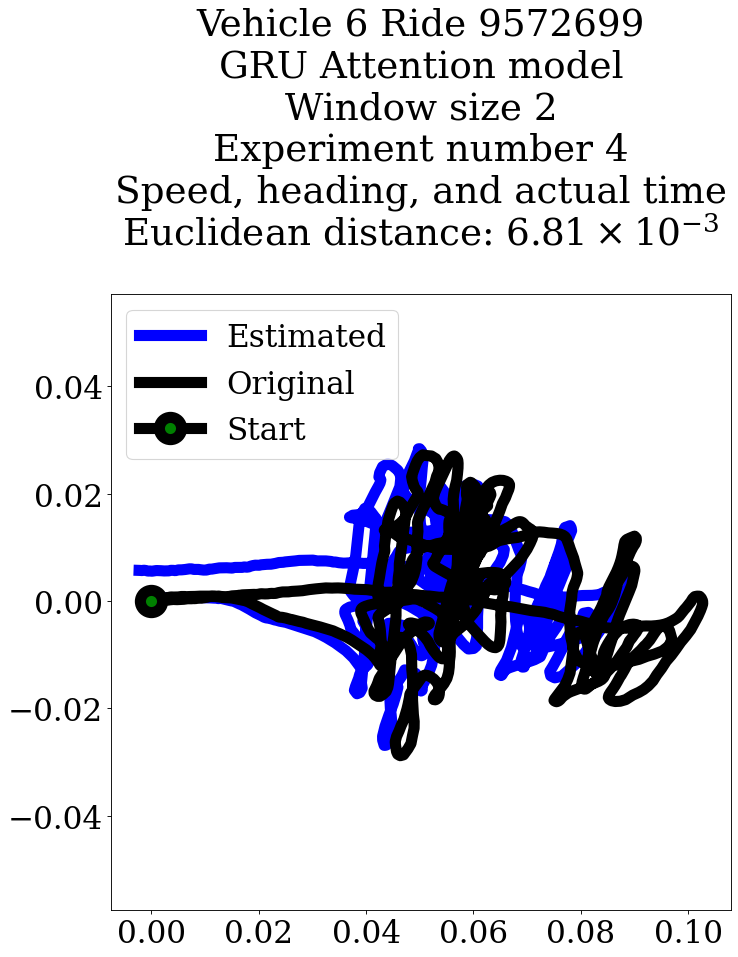 Vehicle 6 Ride 9572699
GRU Attention model
Window size 2
Experiment number 4
Speed, heading, and actual time
Euclidean distance: 6.81 × 10⁻³
Estimated
Original
Start
0.04
0.02
0.00
−0.02
−0.04
0.00 0.02 0.04 0.06 0.08 0.10